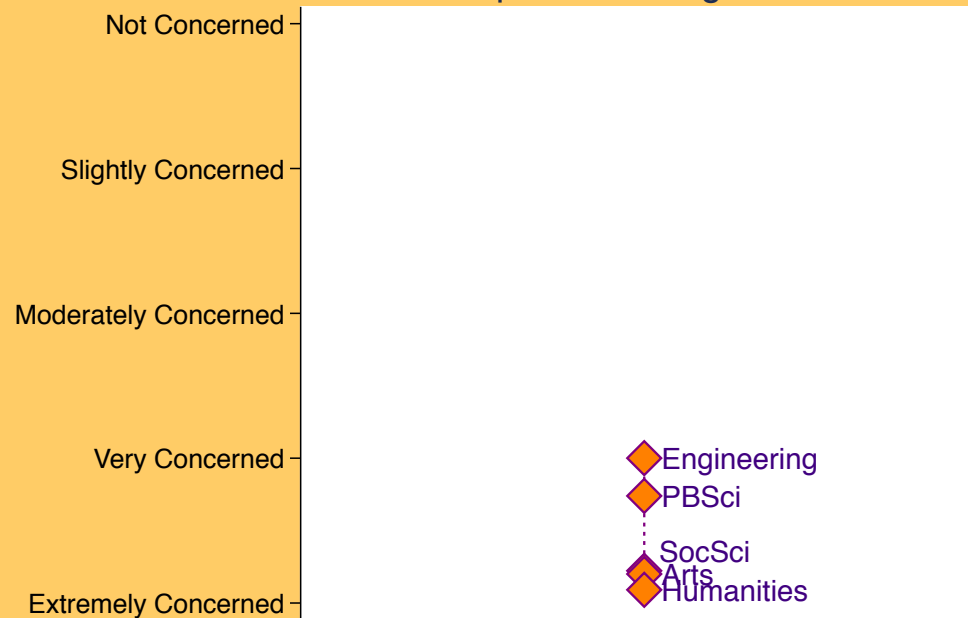 Not Concerned
Slightly Concerned
Moderately Concerned
Very Concerned
Engineering
PBSci
SocSci
Arts
Humanities
Extremely Concerned